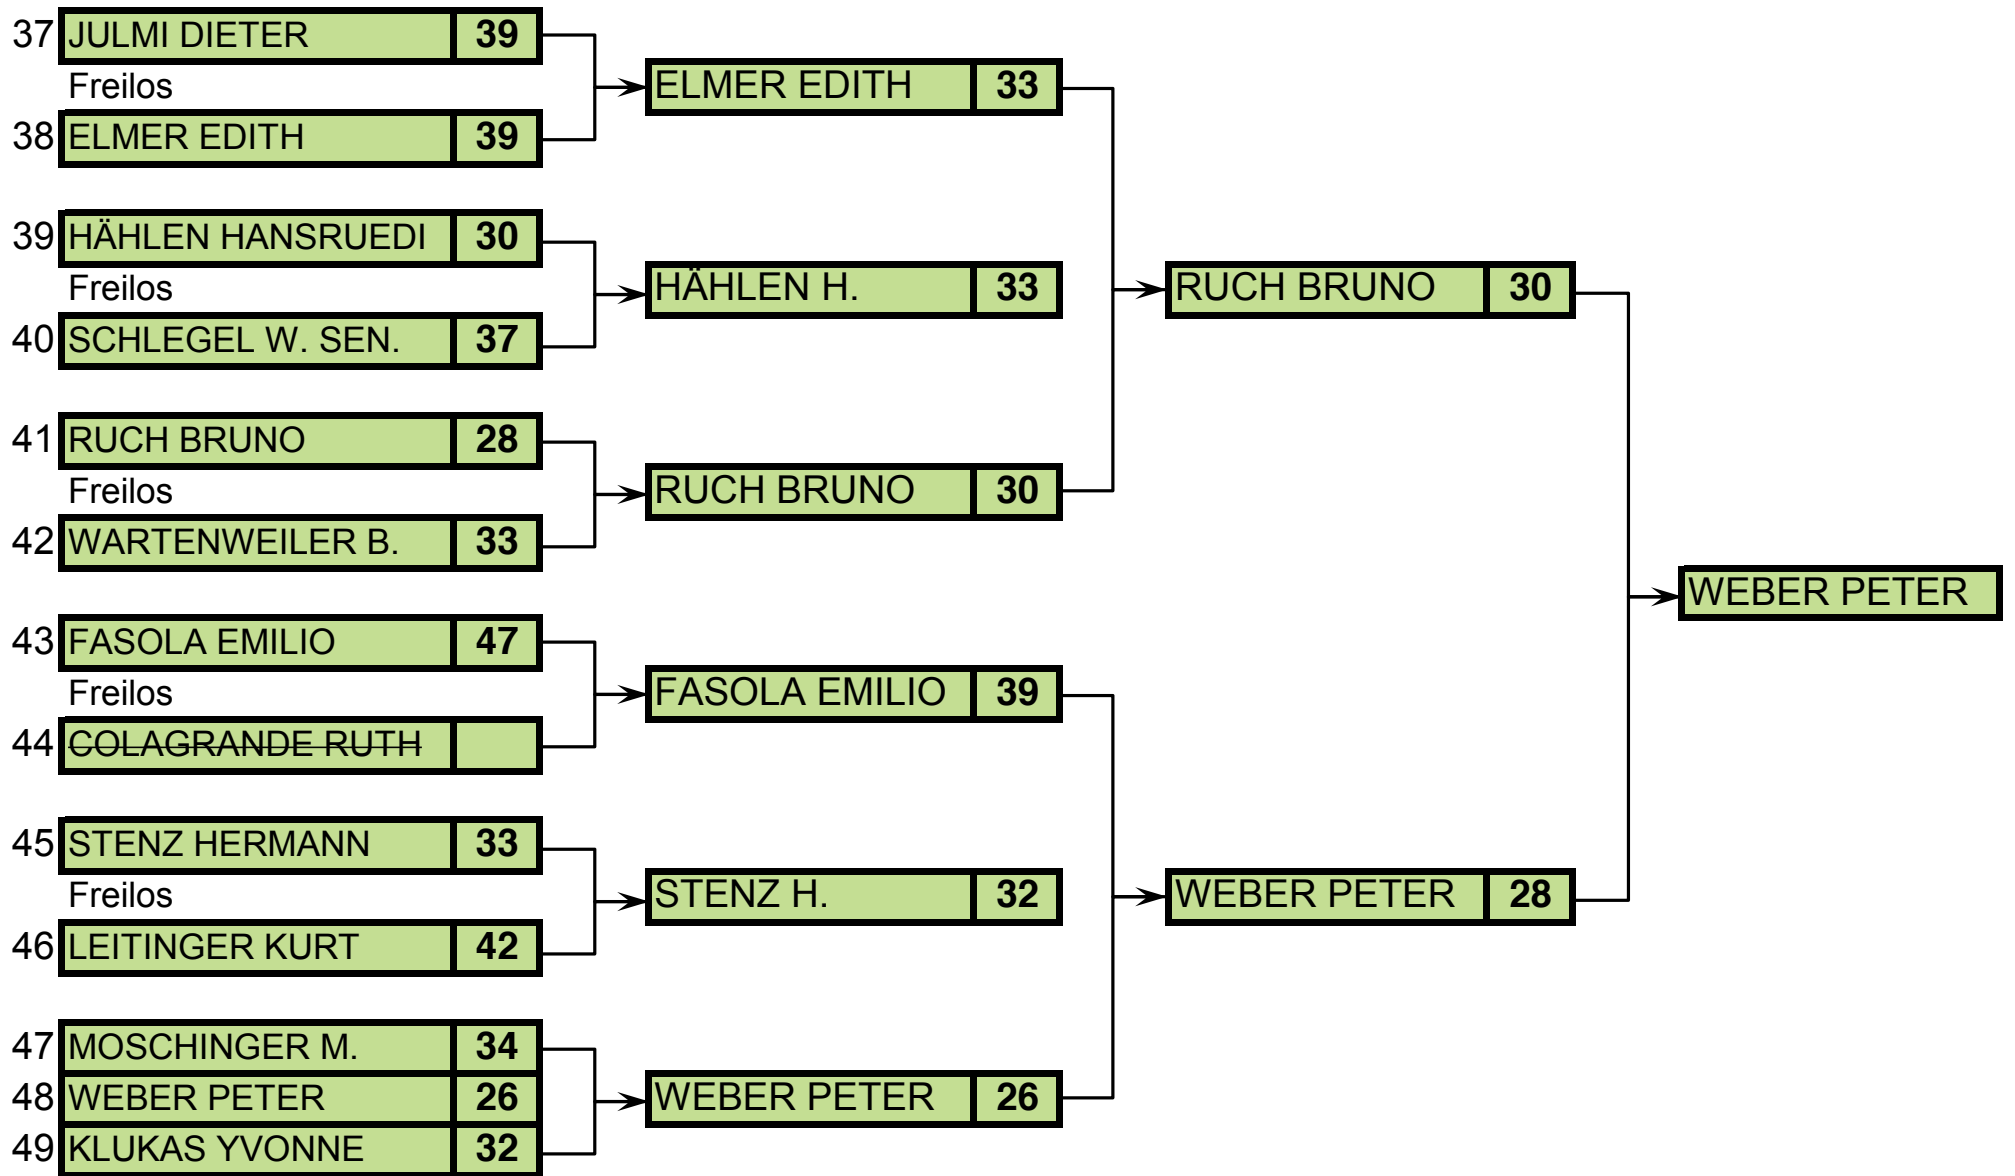 37 JULMI DIETER 39
Freilos
38 ELMER EDITH 39
ELMER EDITH 33
39 HÄHLEN HANSRUEDI 30
Freilos
40 SCHLEGEL W. SEN. 37
HÄHLEN H. 33
41 RUCH BRUNO 28
Freilos
42 WARTENWEILER B. 33
RUCH BRUNO 30
RUCH BRUNO 30
43 FASOLA EMILIO 47
Freilos
44 COLAGRANDE RUTH
FASOLA EMILIO 39
45 STENZ HERMANN 33
Freilos
46 LEITINGER KURT 42
STENZ H. 32
47 MOSCHINGER M. 34
48 WEBER PETER 26
49 KLUKAS YVONNE 32
WEBER PETER 26
WEBER PETER 28
WEBER PETER